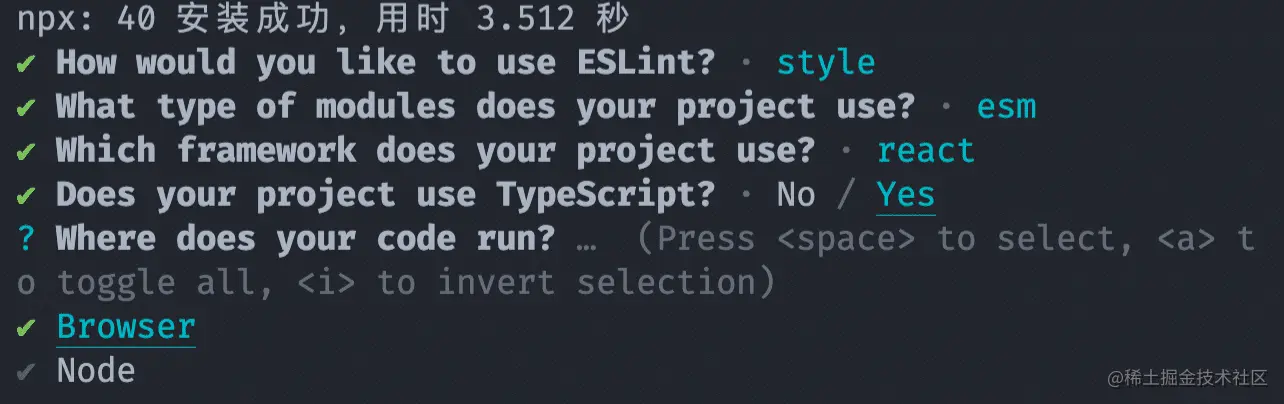 npx: 40 安装成功, 用时 3.512 秒
✔ How would you like to use ESLint? · style
✔ What type of modules does your project use? · esm
✔ Which framework does your project use? · react
✔ Does your project use TypeScript? · No / Yes
? Where does your code run? … (Press <space> to select, <a> t
o toggle all, <i> to invert selection)
✔ Browser
✔ Node
@稀土掘金技术社区